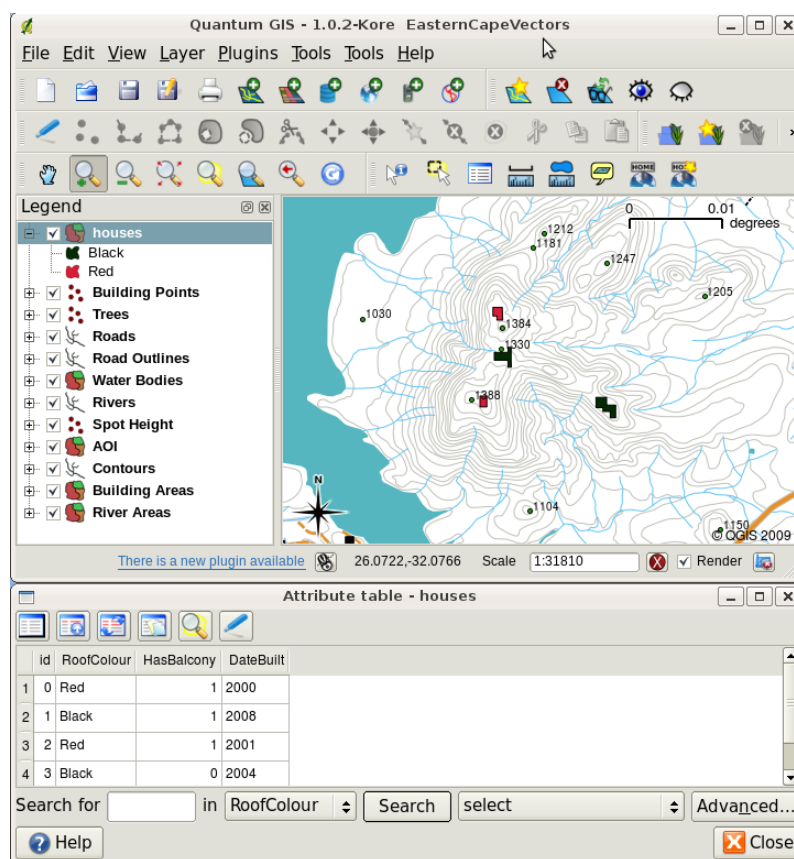 Quantum GIS - 1.0.2-Kore EasternCapeVectors
File Edit View Layer Plugins Tools Tools Help
HOME
Legend
houses
Black
Red
Building Points
Trees
Roads
Road Outlines
Water Bodies
Rivers
Spot Height
AOI
Contours
Building Areas
River Areas
0 0.01
degrees
1212
1181
1247
1205
1030
1384
1330
1388
1104
1150
N
© QGIS 2009
There is a new plugin available 26.0722,-32.0766 Scale 1:31810 Render
Attribute table - houses
id RoofColour HasBalcony DateBuilt
1 0 Red 1 2000
2 1 Black 1 2008
3 2 Red 1 2001
4 3 Black 0 2004
Search for in RoofColour Search select Advanced...
Help Close